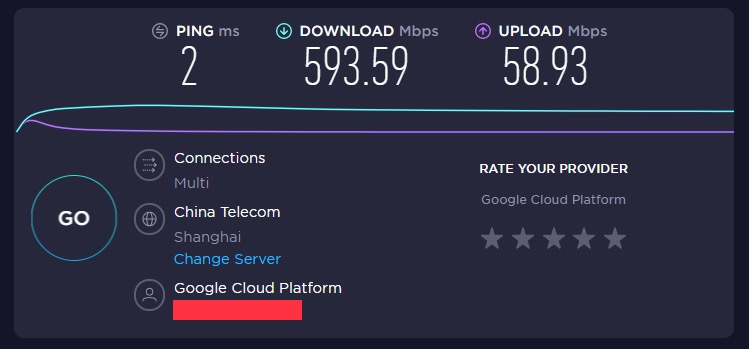 PING ms
DOWNLOAD Mbps
UPLOAD Mbps
2
593.59
58.93
Connections
Multi
China Telecom
Shanghai
Change Server
Google Cloud Platform
GO
RATE YOUR PROVIDER
Google Cloud Platform